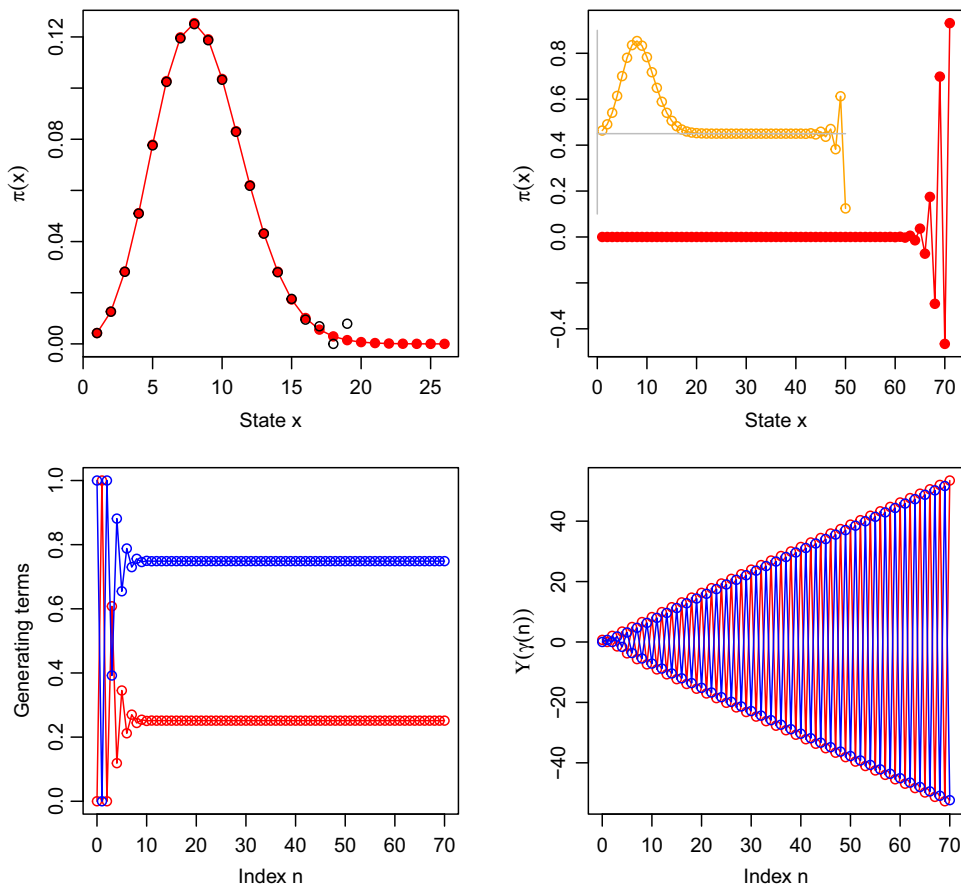 0.00 0.04 0.08 0.12
π(x)
0 5 10 15 20 25
State x
−0.4 0.0 0.2 0.4 0.6 0.8
π(x)
0 10 20 30 40 50 60 70
State x
0.0 0.2 0.4 0.6 0.8 1.0
Generating terms
0 10 20 30 40 50 60 70
Index n
−40 −20 0 20 40
Υ(γ(n))
0 10 20 30 40 50 60 70
Index n